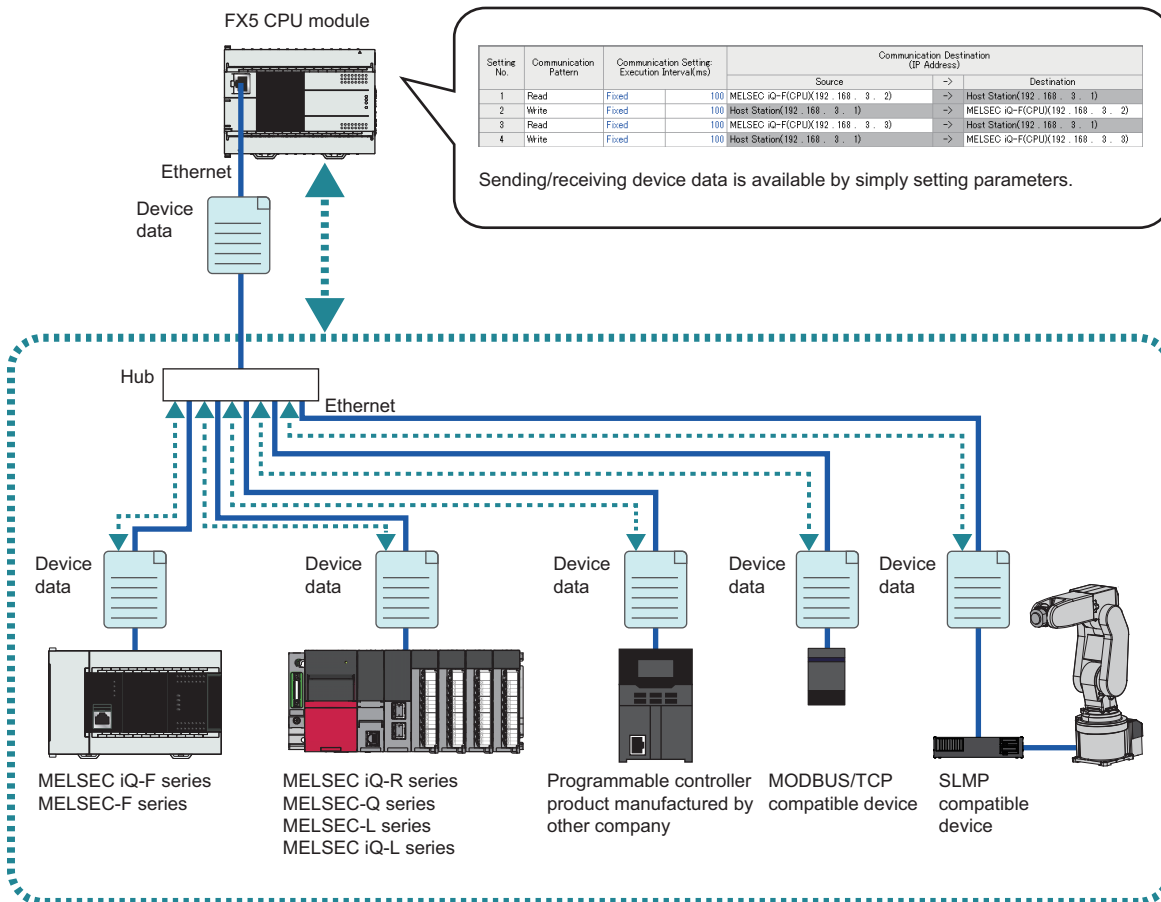 FX5 CPU module
Setting No. Communication Pattern Communication Setting: Execution Interval(ms) Communication Destination (IP Address)
Source -> Destination
1 Read Fixed 100 MELSEC iQ-F(CPU)(192 . 168 . 3 . 2) -> Host Station(192 . 168 . 3 . 1)
2 Write Fixed 100 Host Station(192 . 168 . 3 . 1) -> MELSEC iQ-F(CPU)(192 . 168 . 3 . 2)
3 Read Fixed 100 MELSEC iQ-F(CPU)(192 . 168 . 3 . 3) -> Host Station(192 . 168 . 3 . 1)
4 Write Fixed 100 Host Station(192 . 168 . 3 . 1) -> MELSEC iQ-F(CPU)(192 . 168 . 3 . 3)
Sending/receiving device data is available by simply setting parameters.
Ethernet
Device
data
Hub
Ethernet
Device
data
Device
data
Device
data
Device
data
Device
data
MELSEC iQ-F series
MELSEC-F series
MELSEC iQ-R series
MELSEC-Q series
MELSEC-L series
MELSEC iQ-L series
Programmable controller
product manufactured by
other company
MODBUS/TCP
compatible device
SLMP
compatible
device